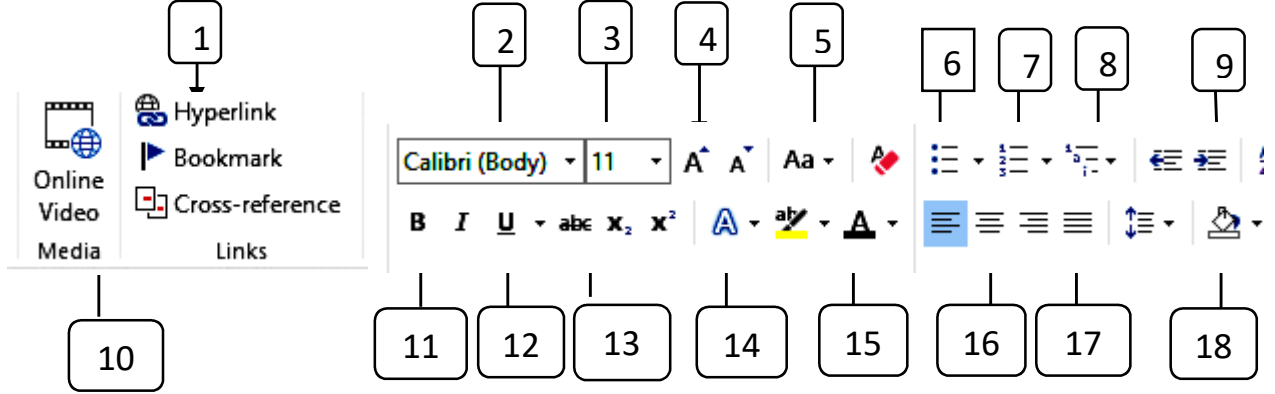 1 2 3 4 5 6 7 8 9
Hyperlink
Bookmark
Cross-reference
Online
Video
Media Links
Calibri (Body) 11 A A Aa A
B I U abc x₂ x² A ab A
10 11 12 13 14 15 16 17 18